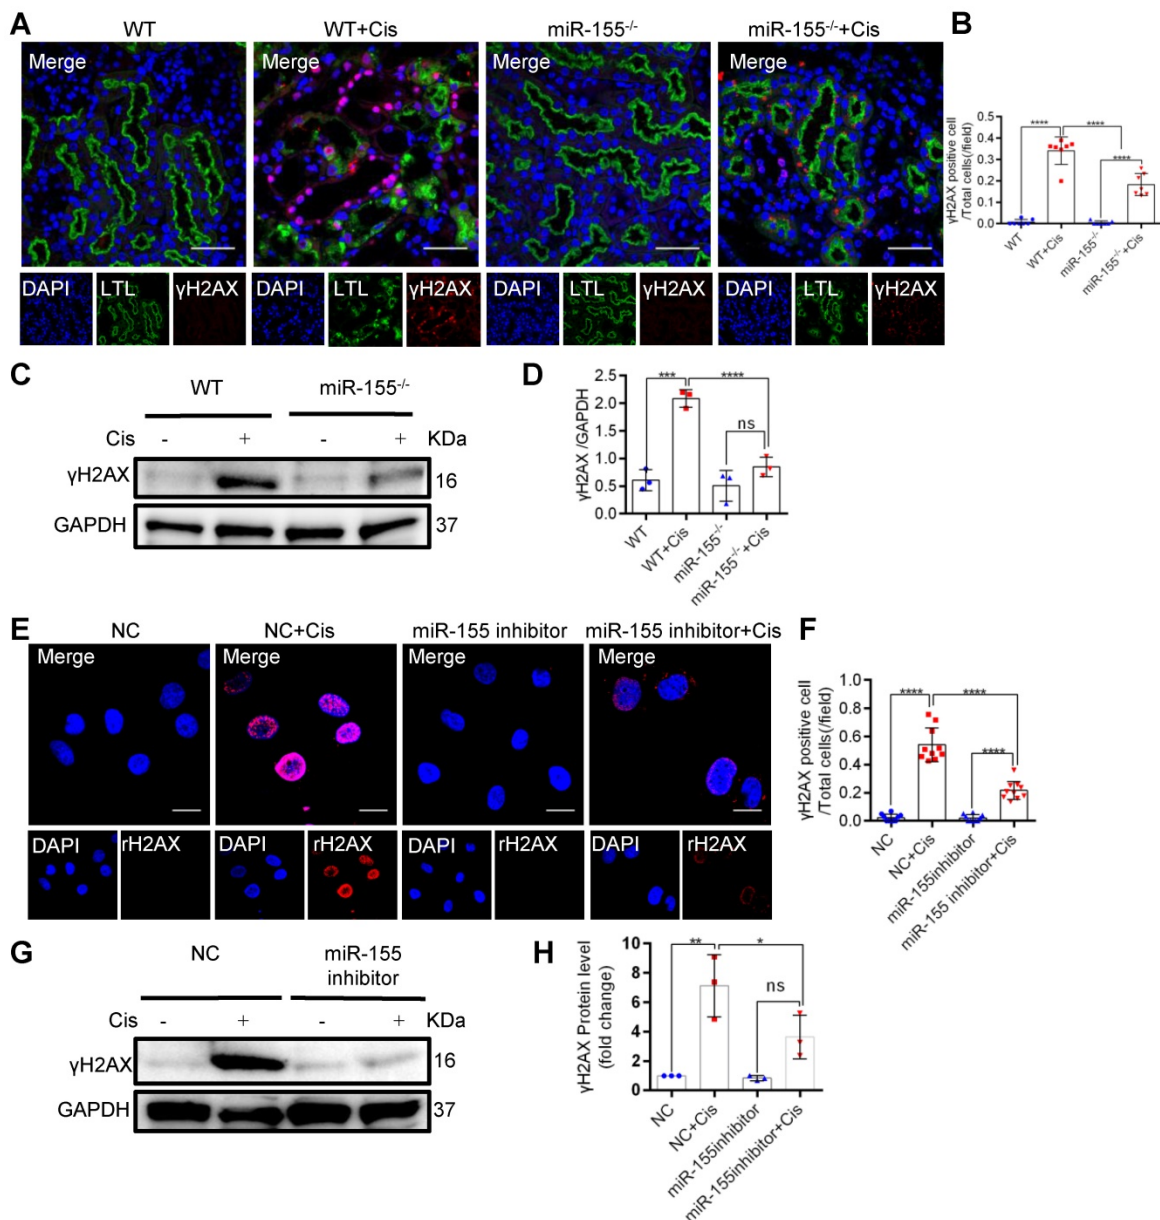 A
WT
WT+Cis
miR-155-/-
miR-155-/-+Cis
Merge
Merge
Merge
Merge
DAPI
LTL
γH2AX
DAPI
LTL
γH2AX
DAPI
LTL
γH2AX
DAPI
LTL
γH2AX
B
γH2AX positive cell
/Total cells(/field)
0.5
0.4
0.3
0.2
0.1
0.0
****
****
****
WT
WT+Cis
miR-155-/-
miR-155-/-+Cis
C
WT
miR-155-/-
Cis
-
+
-
+
KDa
γH2AX
16
GAPDH
37
D
γH2AX /GAPDH
2.5
2.0
1.5
1.0
0.5
0.0
***
****
ns
WT
WT+Cis
miR-155-/-
miR-155-/-+Cis
E
NC
NC+Cis
miR-155 inhibitor
miR-155 inhibitor+Cis
Merge
Merge
Merge
Merge
DAPI
rH2AX
DAPI
rH2AX
DAPI
rH2AX
DAPI
rH2AX
F
γH2AX positive cell
/Total cells(/field)
1.0
0.8
0.6
0.4
0.2
0.0
****
****
****
NC
NC+Cis
miR-155inhibitor
miR-155 inhibitor+Cis
G
NC
miR-155
inhibitor
Cis
-
+
-
+
KDa
γH2AX
16
GAPDH
37
H
γH2AX Protein level
(fold change)
10
8
6
4
2
0
**
*
ns
NC
NC+Cis
miR-155inhibitor
miR-155inhibitor+Cis